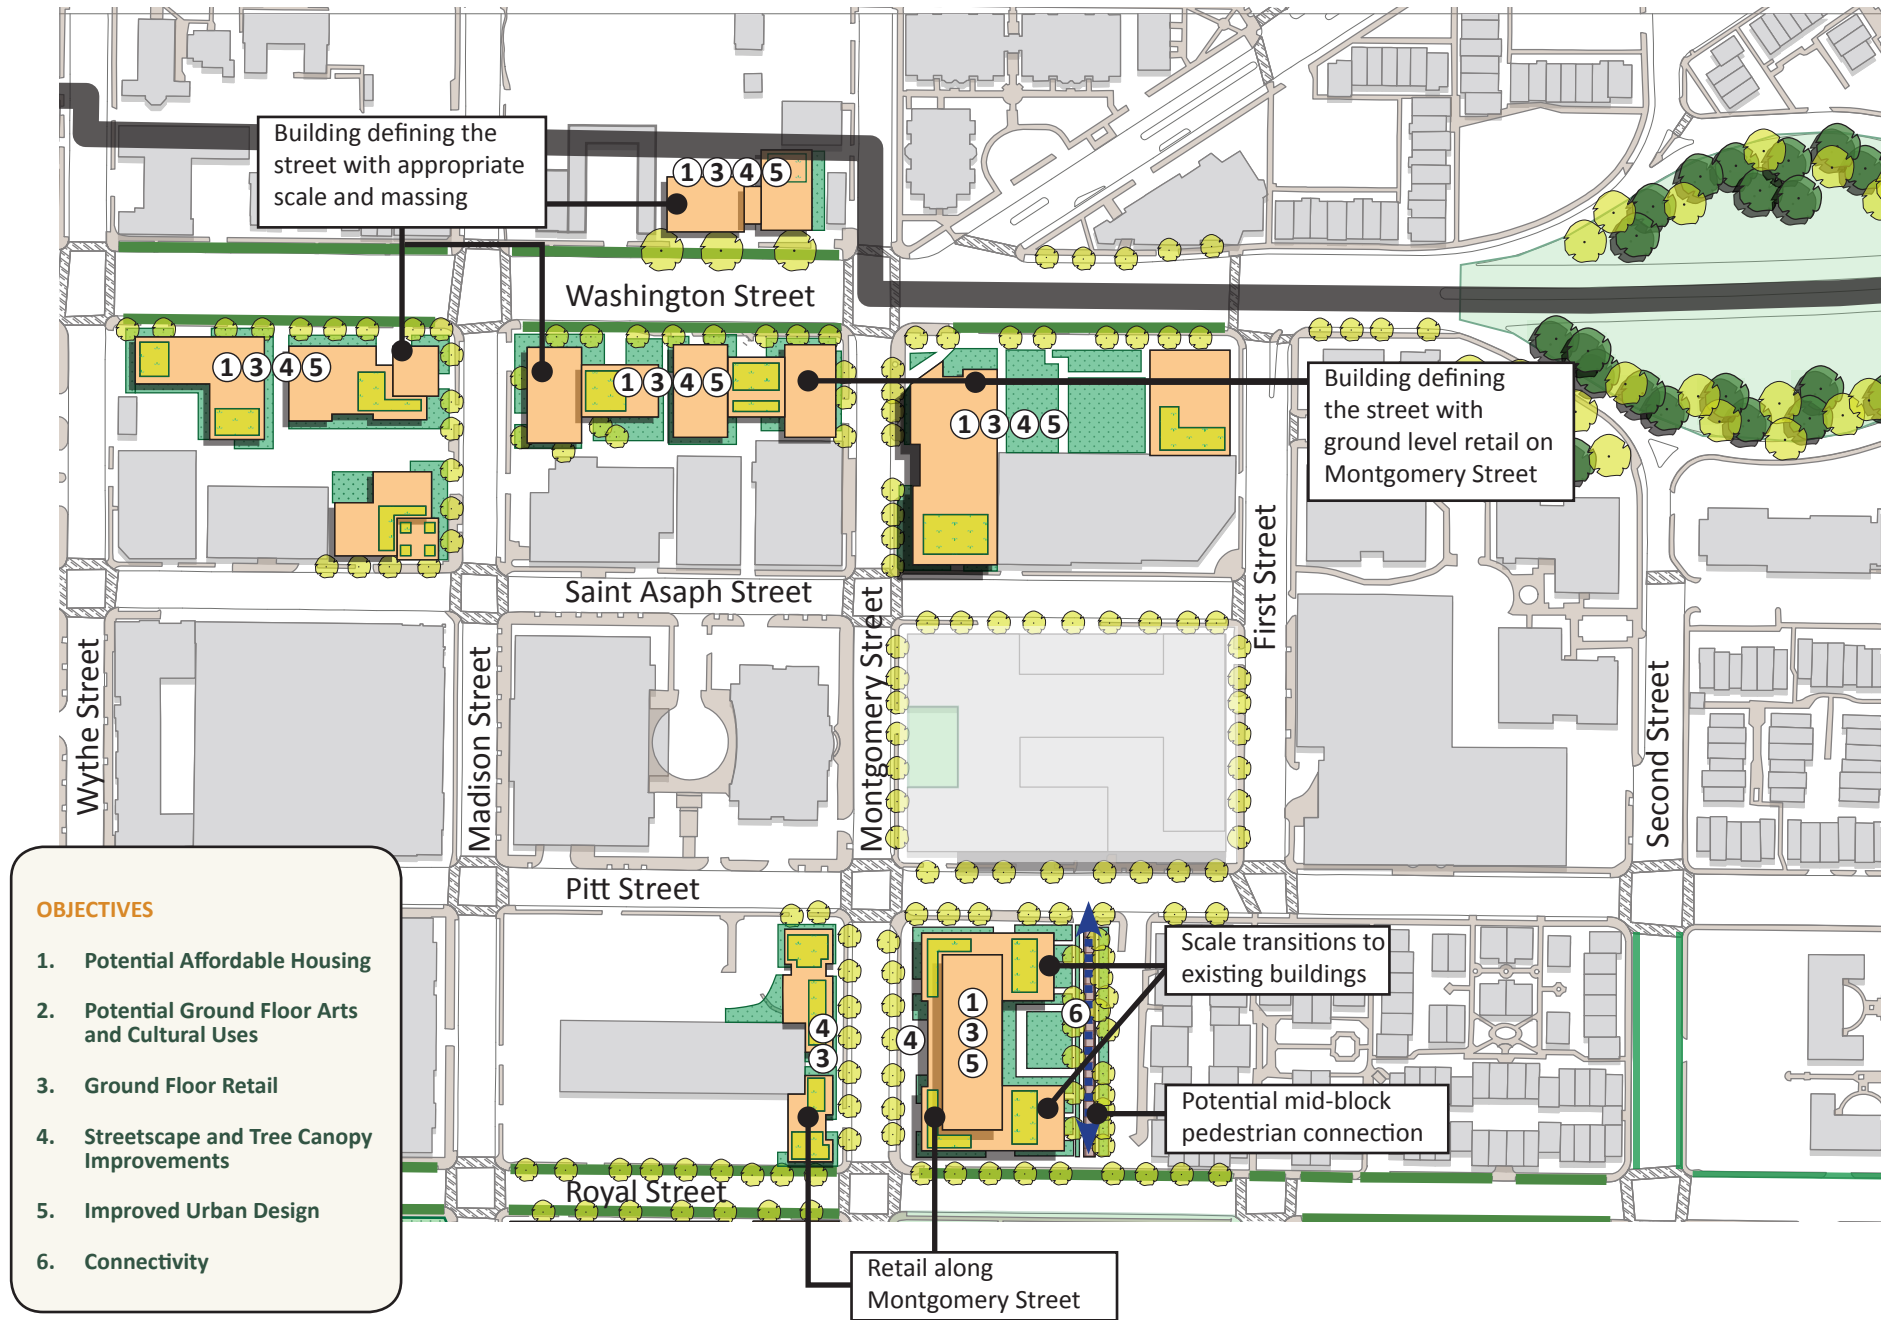 Building defining the
street with appropriate
scale and massing
1 3 4 5
Washington Street
1 3 4 5
1 3 4 5
1 3 4 5
Building defining
the street with
ground level retail on
Montgomery Street
Saint Asaph Street
Wythe Street
Madison Street
Montgomery Street
First Street
Second Street
Pitt Street
OBJECTIVES
1. Potential Affordable Housing
2. Potential Ground Floor Arts
and Cultural Uses
3. Ground Floor Retail
4. Streetscape and Tree Canopy
Improvements
5. Improved Urban Design
6. Connectivity
4
3
4
1
3
5
6
Scale transitions to
existing buildings
Potential mid-block
pedestrian connection
Royal Street
Retail along
Montgomery Street